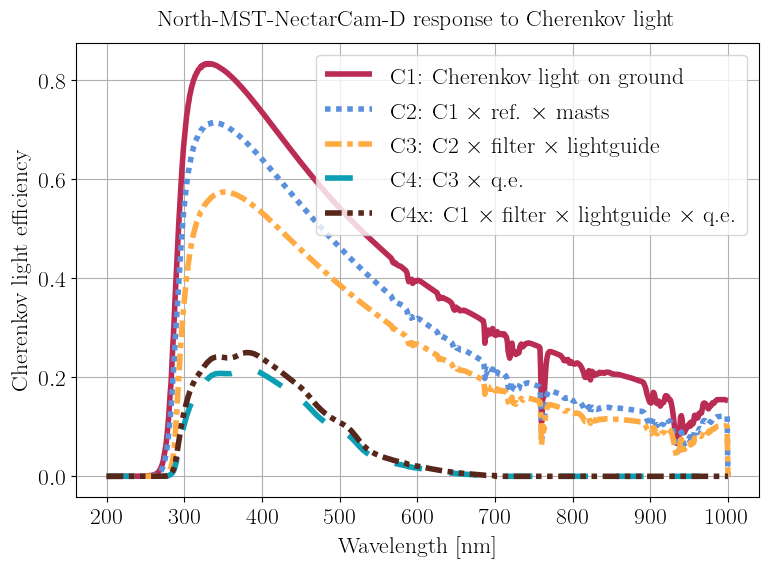 North-MST-NectarCam-D response to Cherenkov light
C1: Cherenkov light on ground
C2: C1 × ref. × masts
C3: C2 × filter × lightguide
C4: C3 × q.e.
C4x: C1 × filter × lightguide × q.e.
Cherenkov light efficiency
0.8
0.6
0.4
0.2
0.0
200 300 400 500 600 700 800 900 1000
Wavelength [nm]